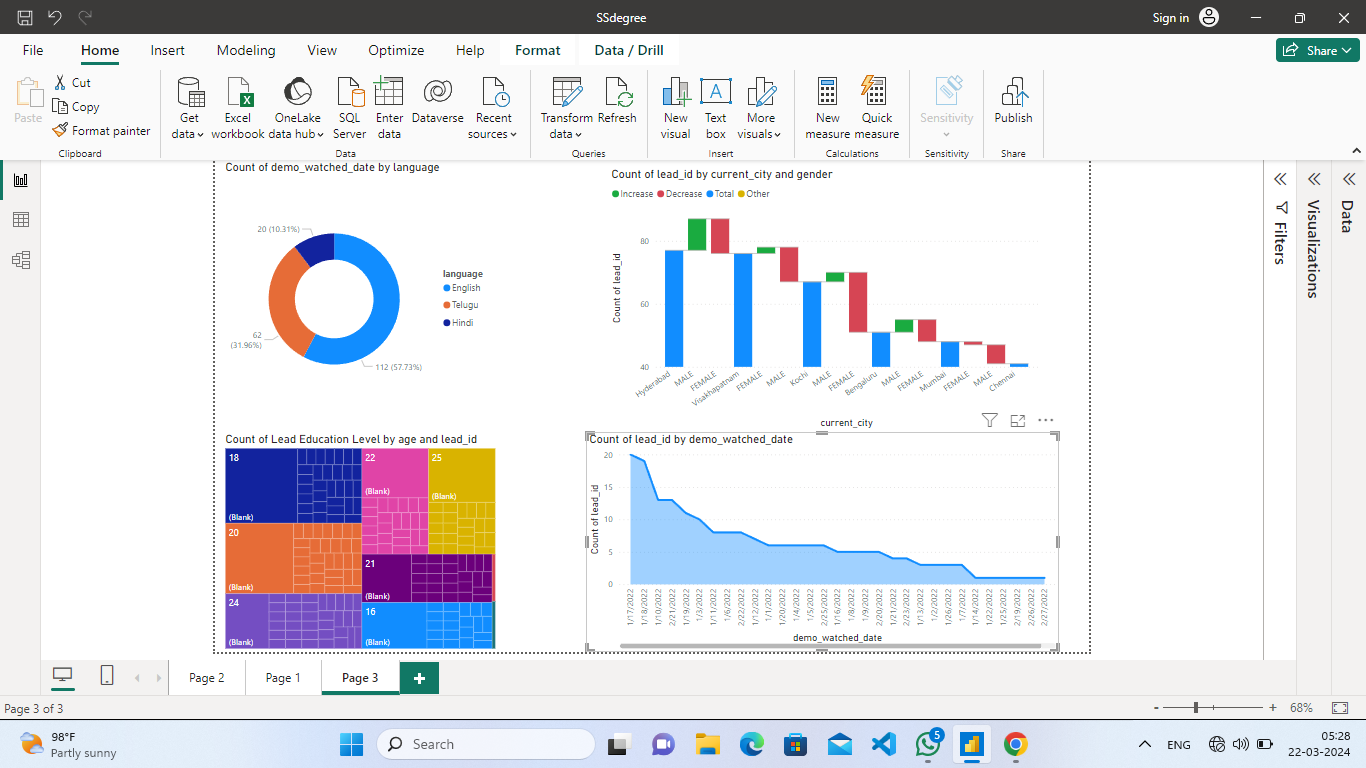 SSdegree
Sign in
File Home Insert Modeling View Optimize Help Format Data / Drill
Share
Paste
Cut
Copy
Format painter
Get data
Excel workbook
OneLake data hub
SQL Server
Enter data
Dataverse
Recent sources
Transform data
Refresh
New visual
Text box
More visuals
New measure
Quick measure
Sensitivity
Publish
Clipboard
Data
Queries
Insert
Calculations
Sensitivity
Share
Count of demo_watched_date by language
20 (10.31%)
62
(31.96%)
112 (57.73%)
language
English
Telugu
Hindi
Count of lead_id by current_city and gender
Increase Decrease Total Other
Count of lead_id
80
60
40
Hyderabad MALE FEMALE Visakhapatnam FEMALE MALE Kochi MALE FEMALE Bengaluru MALE FEMALE Mumbai FEMALE MALE Chennai
current_city
Count of Lead Education Level by age and lead_id
18
(Blank)
20
(Blank)
24
(Blank)
22
(Blank)
25
(Blank)
21
(Blank)
16
(Blank)
Count of lead_id by demo_watched_date
Count of lead_id
20
15
10
5
0
1/17/2022 1/18/2022 1/10/2022 2/21/2022 1/19/2022 1/3/2022 1/11/2022 1/6/2022 2/22/2022 1/12/2022 1/1/2022 1/20/2022 1/4/2022 1/5/2022 2/25/2022 1/16/2022 1/8/2022 1/9/2022 2/20/2022 1/21/2022 2/23/2022 1/2/2022 1/26/2022 1/7/2022 1/14/2022 1/22/2022 1/25/2022 2/19/2022 2/26/2022 2/27/2022
demo_watched_date
Filters
Visualizations
Data
Page 2
Page 1
Page 3
Page 3 of 3
- + 68%
98°F
Partly sunny
Search
5
ENG
05:28
22-03-2024